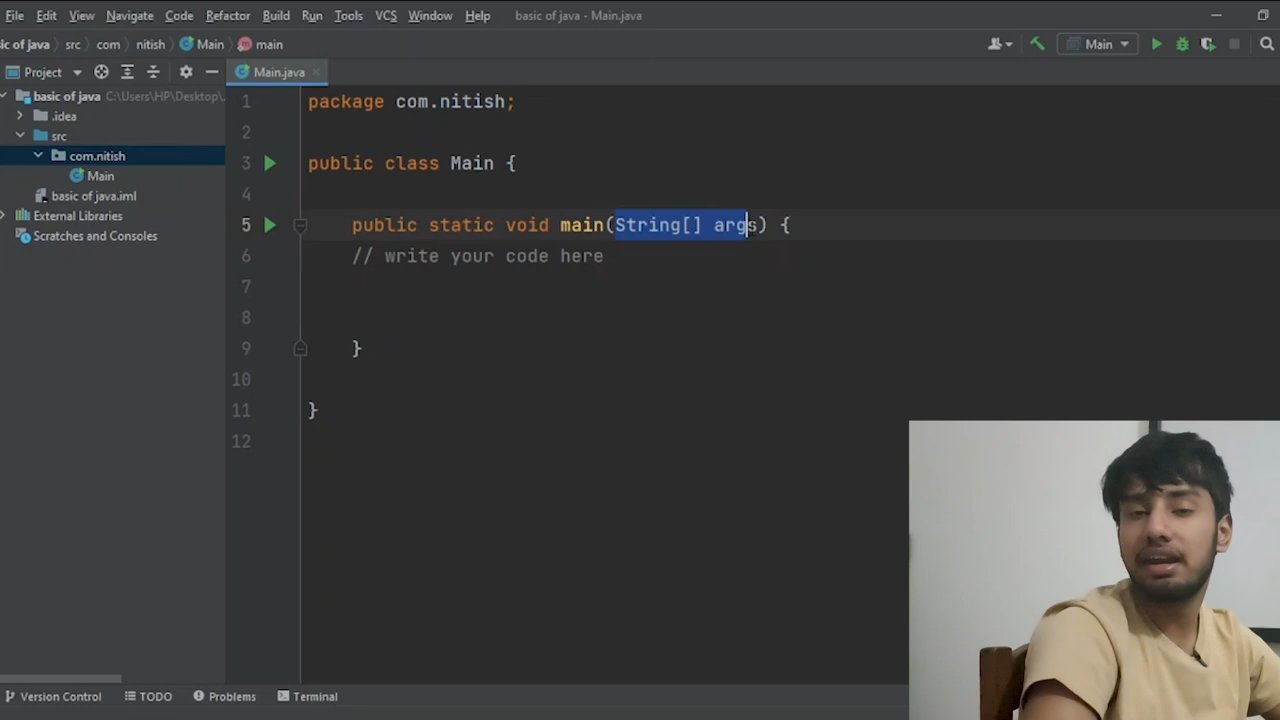 File Edit View Navigate Code Refactor Build Run Tools VCS Window Help basic of java - Main.java
sic of java src com nitish Main main Main
Project Main.java
basic of java C:\Users\HP\Desktop\
.idea
src
com.nitish
Main
basic of java.iml
External Libraries
Scratches and Consoles
1 package com.nitish;
2
3 public class Main {
4
5 public static void main(String[] args) {
6 // write your code here
7
8
9 }
10
11 }
12
Version Control TODO Problems Terminal